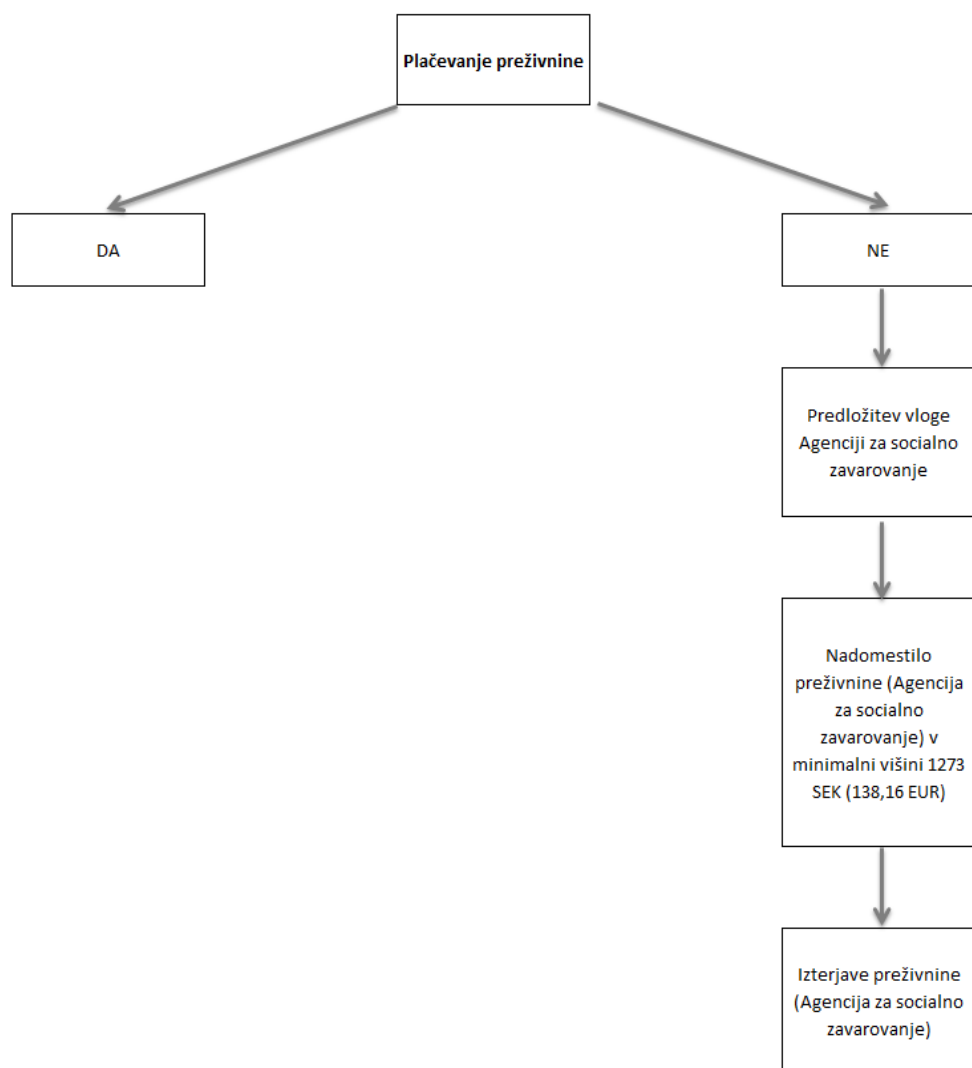 Plačevanje preživnine
DA
NE
Predložitev vloge
Agenciji za socialno
zavarovanje
Nadomestilo
preživnine (Agencija
za socialno
zavarovanje) v
minimalni višini 1273
SEK (138,16 EUR)
Izterjave preživnine
(Agencija za socialno
zavarovanje)